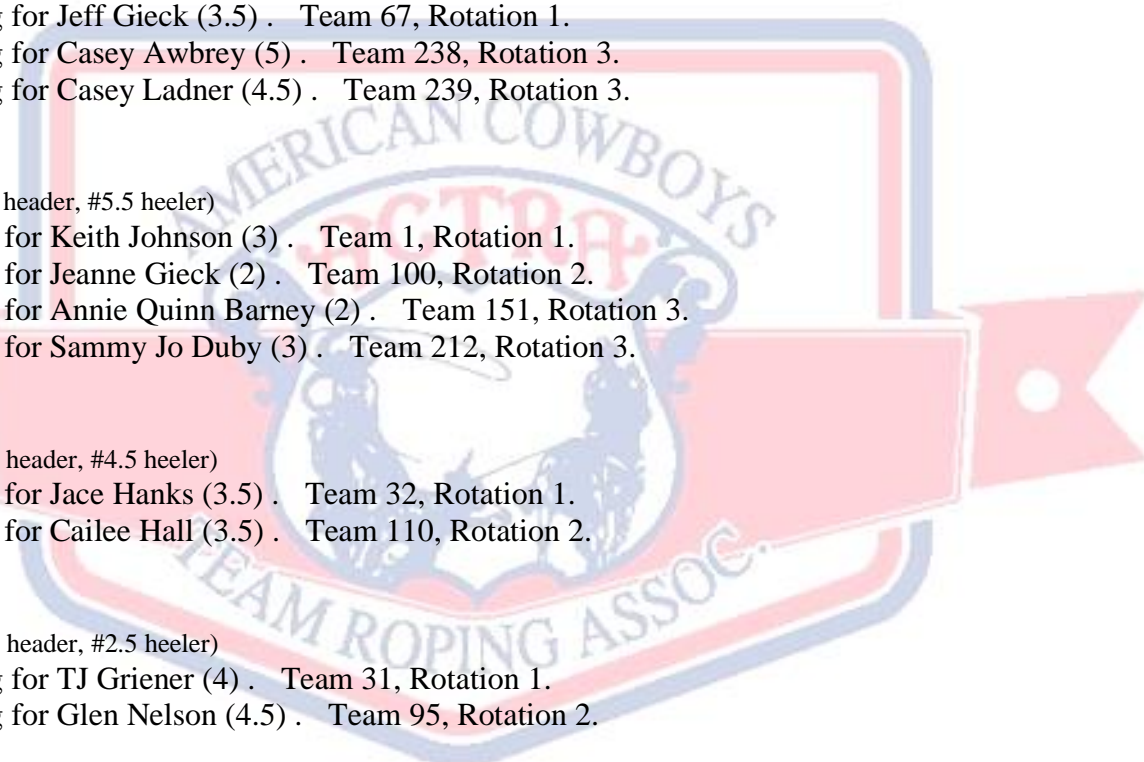 for Jeff Gieck (3.5) . Team 67, Rotation 1.
for Casey Awbrey (5) . Team 238, Rotation 3.
for Casey Ladner (4.5) . Team 239, Rotation 3.
AMERICAN COWBOYS
ACTRA
header, #5.5 heeler)
for Keith Johnson (3) . Team 1, Rotation 1.
for Jeanne Gieck (2) . Team 100, Rotation 2.
for Annie Quinn Barney (2) . Team 151, Rotation 3.
for Sammy Jo Duby (3) . Team 212, Rotation 3.
header, #4.5 heeler)
for Jace Hanks (3.5) . Team 32, Rotation 1.
for Cailee Hall (3.5) . Team 110, Rotation 2.
TEAM ROPING ASSOC.
header, #2.5 heeler)
for TJ Griener (4) . Team 31, Rotation 1.
for Glen Nelson (4.5) . Team 95, Rotation 2.